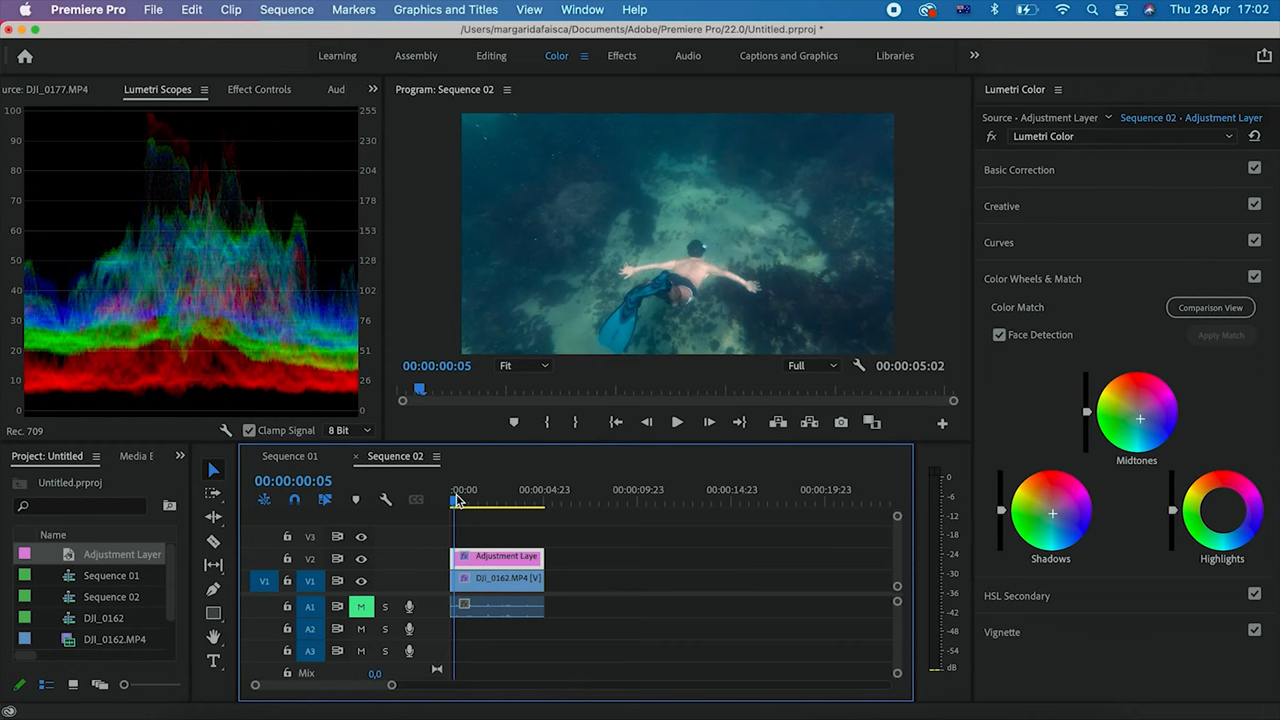 Premiere Pro File Edit Clip Sequence Markers Graphics and Titles View Window Help Thu 28 Apr 17:02
/Users/margaridafaisca/Documents/Adobe/Premiere Pro/22.0/Untitled.prproj *
Learning Assembly Editing Color Effects Audio Captions and Graphics Libraries
urce: DJI_0177.MP4 Lumetri Scopes Effect Controls Aud
Program: Sequence 02
Lumetri Color
100 255
90 230
80 204
70 178
60 153
50 128
40 102
30 76
20 51
10 26
0 0
Rec. 709 Clamp Signal 8 Bit
00:00:00:05 Fit Full 00:00:05:02
Source • Adjustment Layer Sequence 02 • Adjustment Layer
fx Lumetri Color
Basic Correction
Creative
Curves
Color Wheels & Match
Color Match Comparison View
Face Detection Apply Match
Midtones
Shadows Highlights
HSL Secondary
Vignette
Project: Untitled Media E
Untitled.prproj
Name
Adjustment Layer
Sequence 01
Sequence 02
DJI_0162
DJI_0162.MP4
Sequence 01 × Sequence 02
00:00:00:05
:00:00 00:00:04:23 00:00:09:23 00:00:14:23 00:00:19:23
V3
V2 fx Adjustment Laye
V1 V1 fx DJI_0162.MP4 [V]
A1 M S fx
A2 M S
A3 M S
Mix 0,0
0
-6
-12
-18
-24
-30
-36
-42
-48
-54
dB